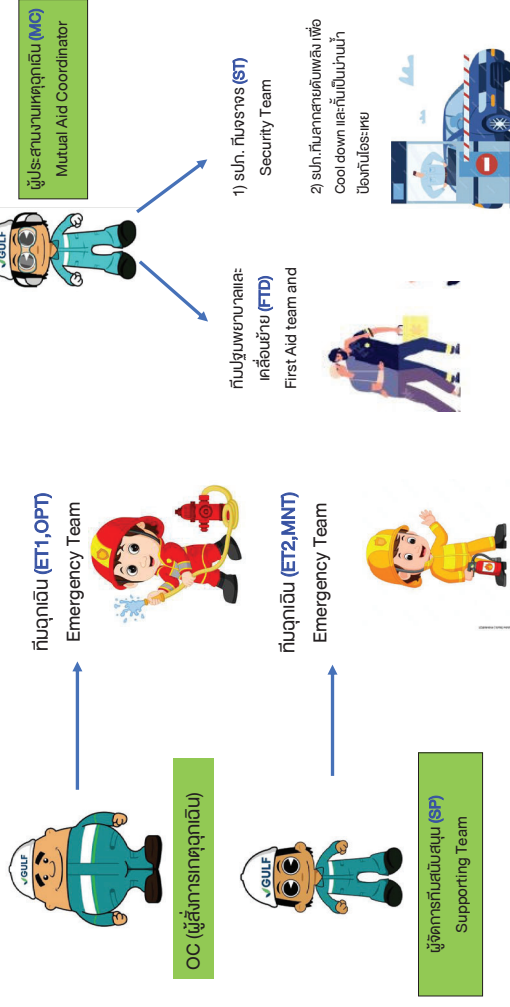 GULF
OC (ผู้สั่งการเหตุฉุกเฉิน)
ทีมฉุกเฉิน (ET1,OPT)
Emergency Team
GULF
ผู้จัดการทีมสนับสนุน (SP)
Supporting Team
ทีมฉุกเฉิน (ET2,MNT)
Emergency Team
GULF
ผู้ประสานงานเหตุฉุกเฉิน (MC)
Mutual Aid Coordinator
ทีมปฐมพยาบาลและ
เคลื่อนย้าย (FTD)
First Aid team and
1) รปภ. ทีมจราจร (ST)
Security Team
2) รปภ.ทีมลากสายดับเพลิง เพื่อ
Cool down และกั้นเป็นม่านน้ำ
ป้องกันไอระเหย